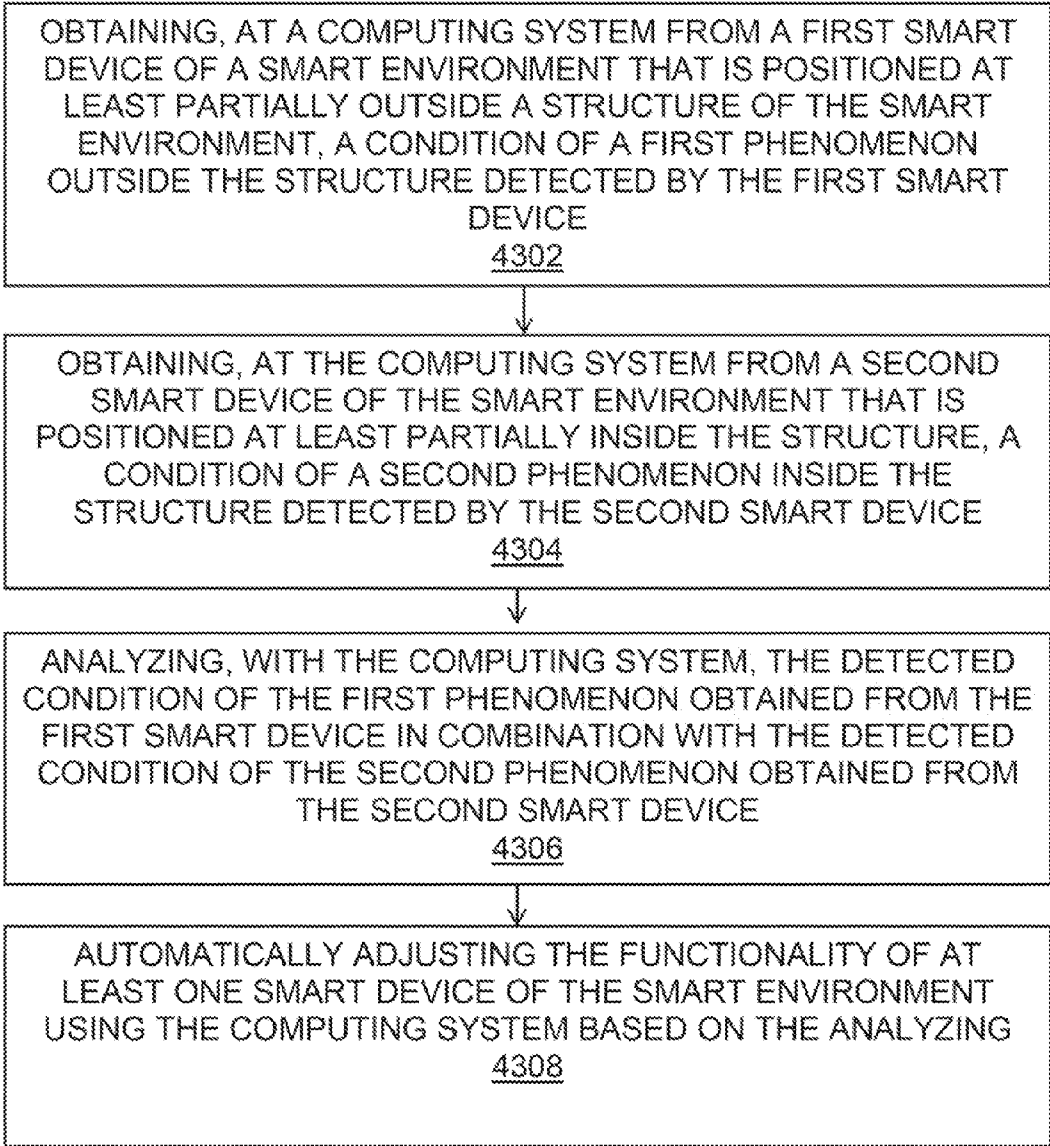 OBTAINING, AT A COMPUTING SYSTEM FROM A FIRST SMART
DEVICE OF A SMART ENVIRONMENT THAT IS POSITIONED AT
LEAST PARTIALLY OUTSIDE A STRUCTURE OF THE SMART
ENVIRONMENT, A CONDITION OF A FIRST PHENOMENON
OUTSIDE THE STRUCTURE DETECTED BY THE FIRST SMART
DEVICE
4302
OBTAINING, AT THE COMPUTING SYSTEM FROM A SECOND
SMART DEVICE OF THE SMART ENVIRONMENT THAT IS
POSITIONED AT LEAST PARTIALLY INSIDE THE STRUCTURE, A
CONDITION OF A SECOND PHENOMENON INSIDE THE
STRUCTURE DETECTED BY THE SECOND SMART DEVICE
4304
ANALYZING, WITH THE COMPUTING SYSTEM, THE DETECTED
CONDITION OF THE FIRST PHENOMENON OBTAINED FROM THE
FIRST SMART DEVICE IN COMBINATION WITH THE DETECTED
CONDITION OF THE SECOND PHENOMENON OBTAINED FROM
THE SECOND SMART DEVICE
4306
AUTOMATICALLY ADJUSTING THE FUNCTIONALITY OF AT
LEAST ONE SMART DEVICE OF THE SMART ENVIRONMENT
USING THE COMPUTING SYSTEM BASED ON THE ANALYZING
4308